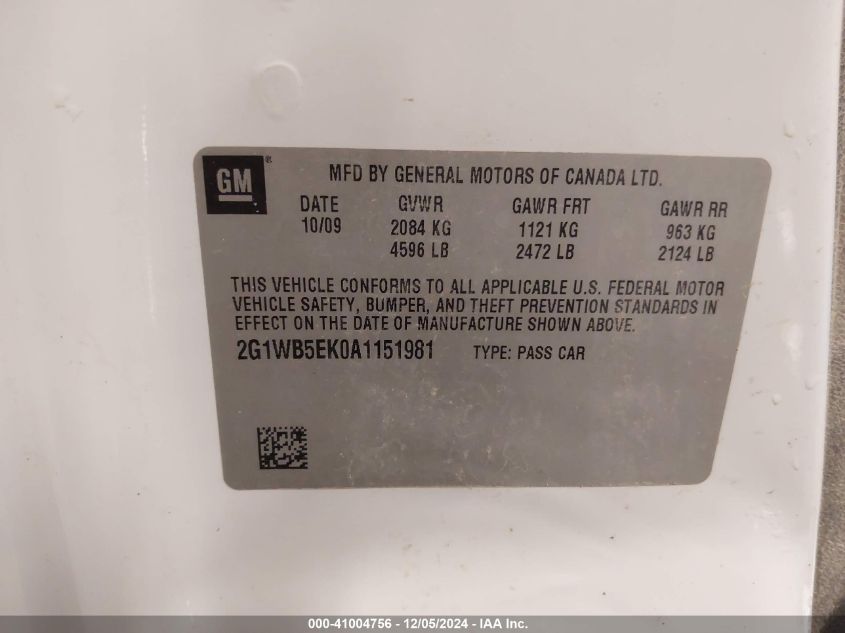 GM ®
MFD BY GENERAL MOTORS OF CANADA LTD.
DATE GVWR GAWR FRT GAWR RR
10/09 2084 KG 1121 KG 963 KG
4596 LB 2472 LB 2124 LB
THIS VEHICLE CONFORMS TO ALL APPLICABLE U.S. FEDERAL MOTOR
VEHICLE SAFETY, BUMPER, AND THEFT PREVENTION STANDARDS IN
EFFECT ON THE DATE OF MANUFACTURE SHOWN ABOVE.
2G1WB5EK0A1151981 TYPE: PASS CAR
000-41004756 - 12/05/2024 - IAA Inc.